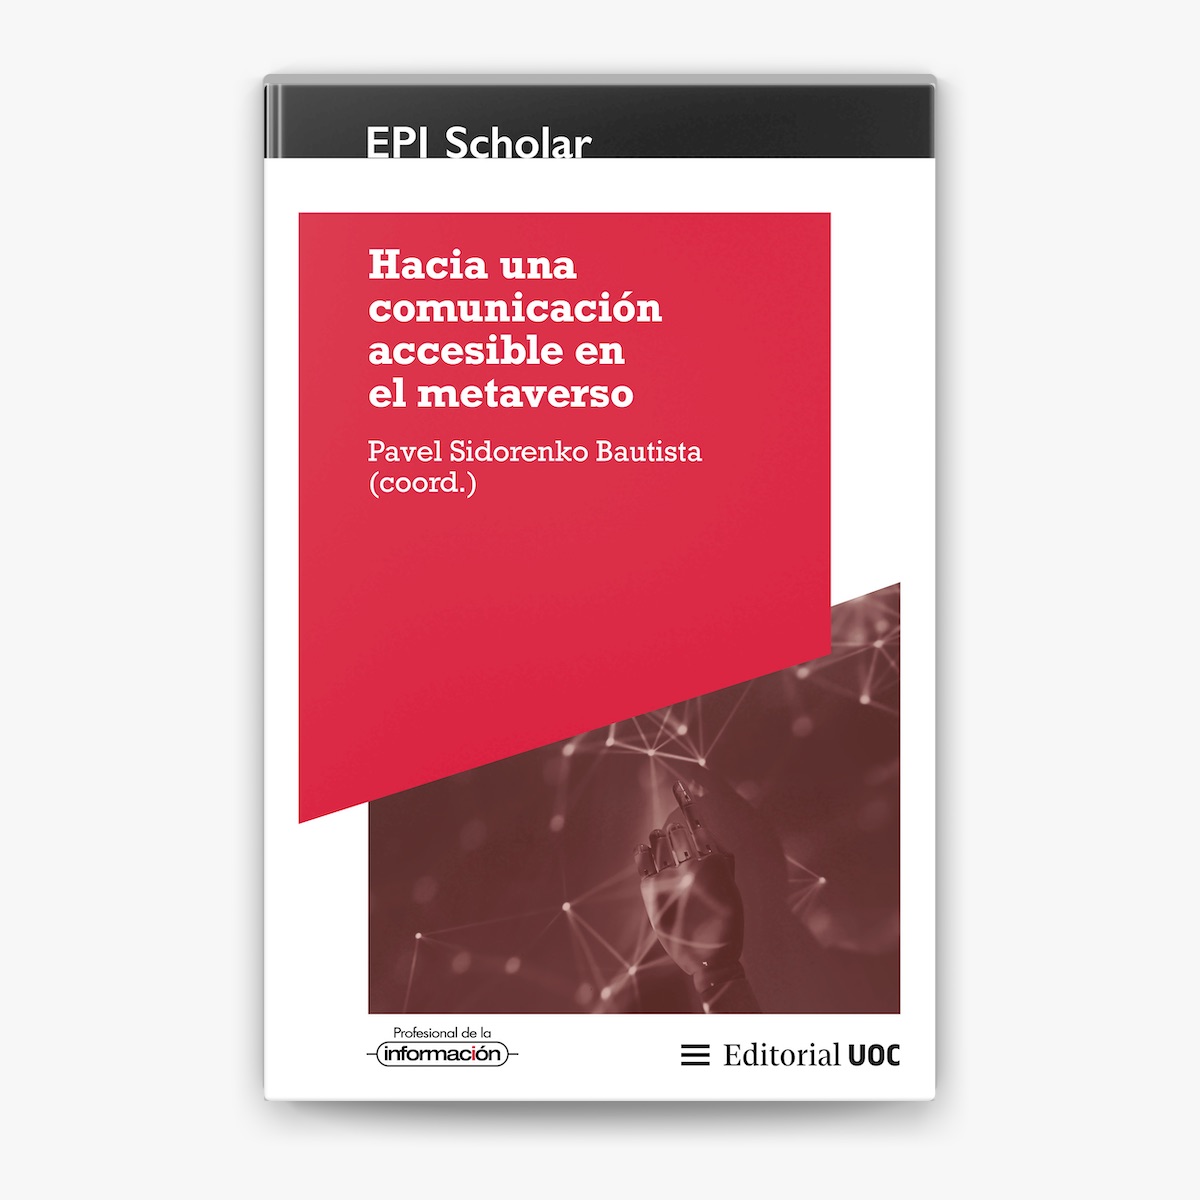 EPI Scholar
Hacia una
comunicación
accesible en
el metaverso
Pavel Sidorenko Bautista
(coord.)
Profesional de la
información
Editorial UOC